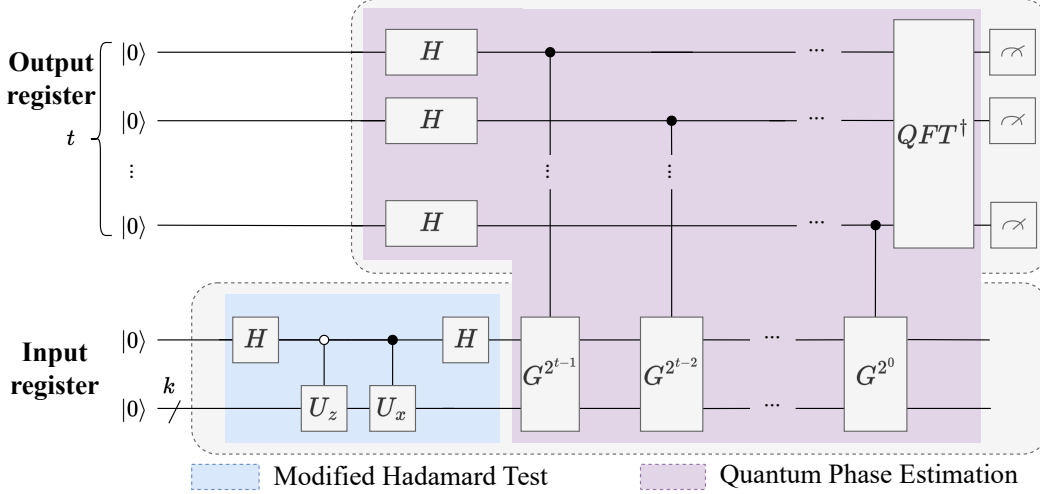 |0⟩ H ...
Output register
t
|0⟩ H ... QFT†
⋮ ⋮ ⋮
|0⟩ H ...
|0⟩ H H G^{2^{t-1}} G^{2^{t-2}} ... G^{2^0}
Input register
k
|0⟩ U_z U_x ...
Modified Hadamard Test
Quantum Phase Estimation